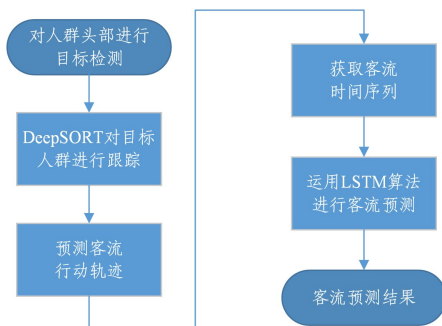 对人群头部进行
目标检测
DeepSORT对目标
人群进行跟踪
预测客流
行动轨迹
获取客流
时间序列
运用LSTM算法
进行客流预测
客流预测结果